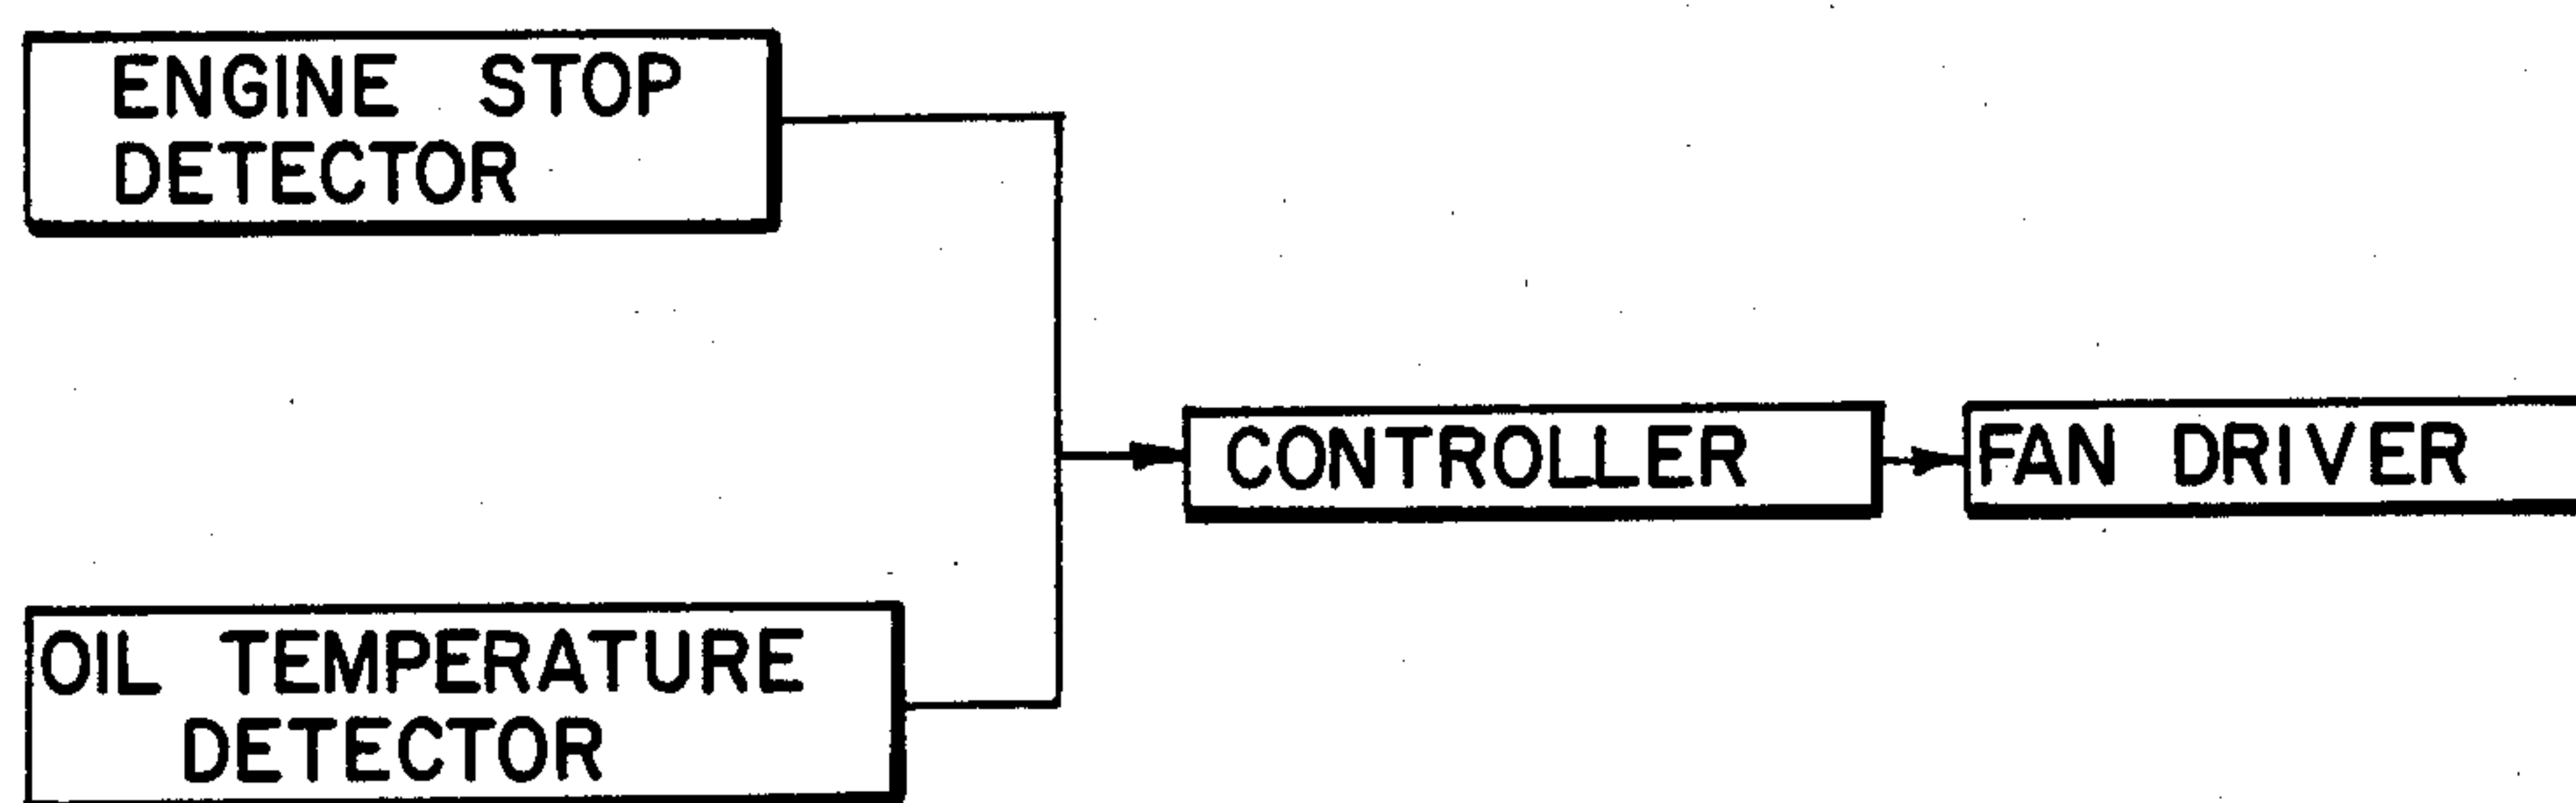 ENGINE STOP
DETECTOR
CONTROLLER
FAN DRIVER
OIL TEMPERATURE
DETECTOR